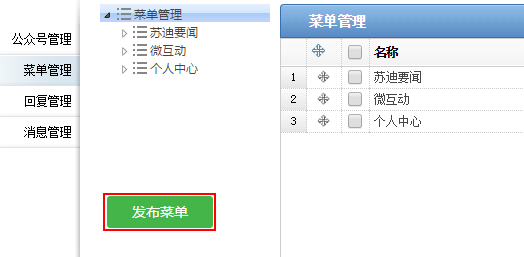 公众号管理
菜单管理
回复管理
消息管理
菜单管理
苏迪要闻
微互动
个人中心
发布菜单
菜单管理
名称
1 苏迪要闻
2 微互动
3 个人中心